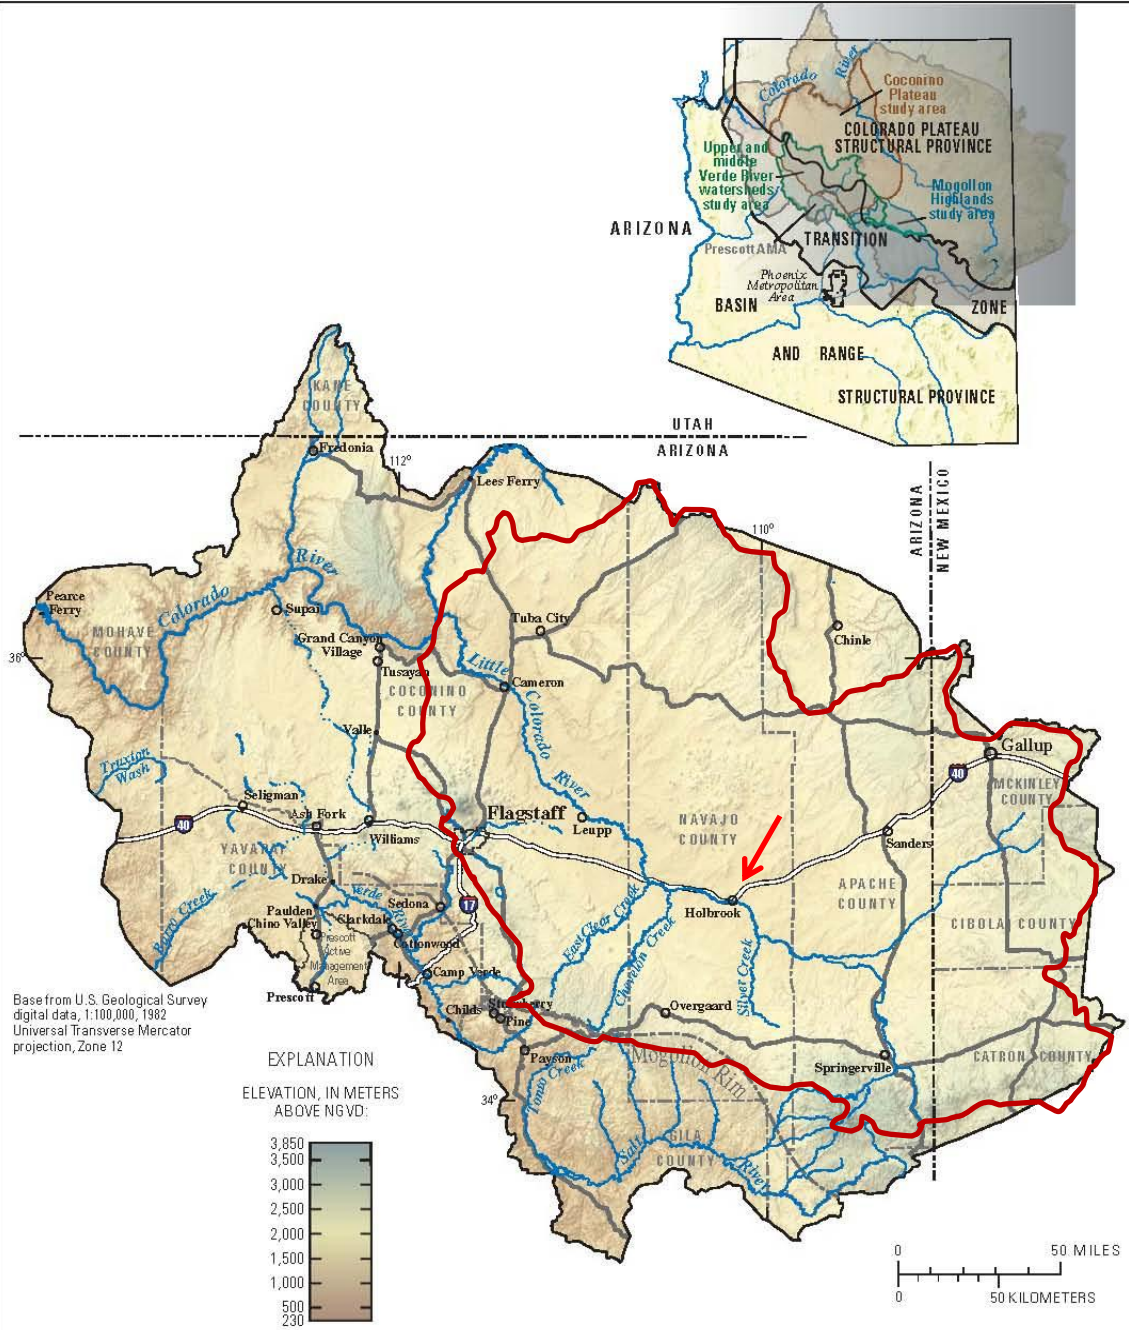 Colorado
River
Coconino
Plateau
study area
COLORADO PLATEAU
STRUCTURAL PROVINCE
Upper and
middle
Verde River
watersheds
study area
Mogollon
Highlands
study area
ARIZONA
TRANSITION
Prescott AMA
Phoenix
Metropolitan
Area
BASIN
ZONE
AND RANGE
STRUCTURAL PROVINCE
KANE
COUNTY
UTAH
ARIZONA
Fredonia
112°
Lees Ferry
ARIZONA
NEW MEXICO
110°
River
Colorado
Pearce
Ferry
Supai
MOHAVE
COUNTY
Tuba City
Chinle
Grand Canyon
Village
36°
Tusayan
Little
Colorado
River
Cameron
COCONINO
COUNTY
Valle
Gallup
Truxton
Wash
40
MCKINLEY
COUNTY
Seligman
Ash Fork
Flagstaff
Leupp
NAVAJO
COUNTY
40
Williams
Sanders
YAVAPAI
COUNTY
Drake
APACHE
COUNTY
Verde
River
Sedona
17
Holbrook
Paulden
Chino Valley
Clarkdale
East Clear Creek
Chevelon Creek
Silver Creek
CIBOLA COUNTY
Burro Creek
Prescott
Active
Management
Area
Cottonwood
Camp Verde
Prescott
Childs
Strawberry
Pine
Overgaard
Base from U.S. Geological Survey
digital data, 1:100,000, 1982
Universal Transverse Mercator
projection, Zone 12
Payson
Mogollon Rim
Springerville
CATRON COUNTY
Tonto Creek
34°
EXPLANATION
ELEVATION, IN METERS
ABOVE NGVD:
Salt
River
GILA
COUNTY
3,850
3,500
3,000
2,500
2,000
1,500
1,000
500
230
0 50 MILES
0 50 KILOMETERS